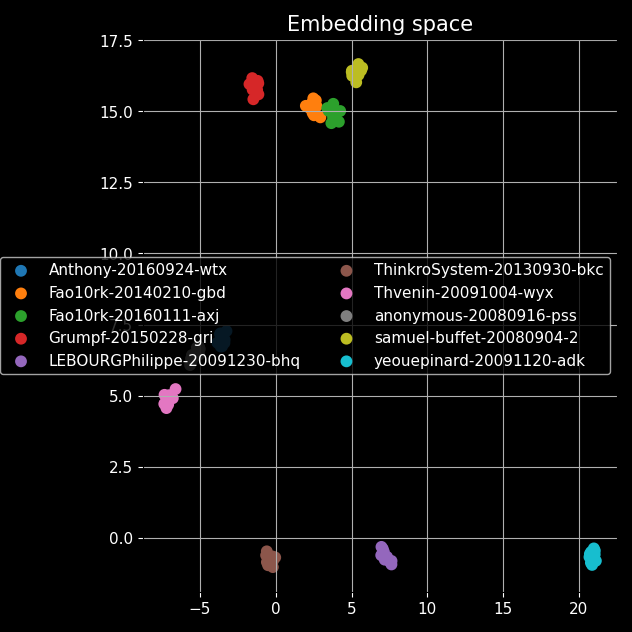 Embedding space
17.5
15.0
12.5
10.0
Anthony-20160924-wtx
Fao10rk-20140210-gbd
Fao10rk-20160111-axj
Grumpf-20150228-gri
LEBOURGPhilippe-20091230-bhq
ThinkroSystem-20130930-bkc
Thvenin-20091004-wyx
anonymous-20080916-pss
samuel-buffet-20080904-2
yeouepinard-20091120-adk
7.5
5.0
2.5
0.0
−5 0 5 10 15 20